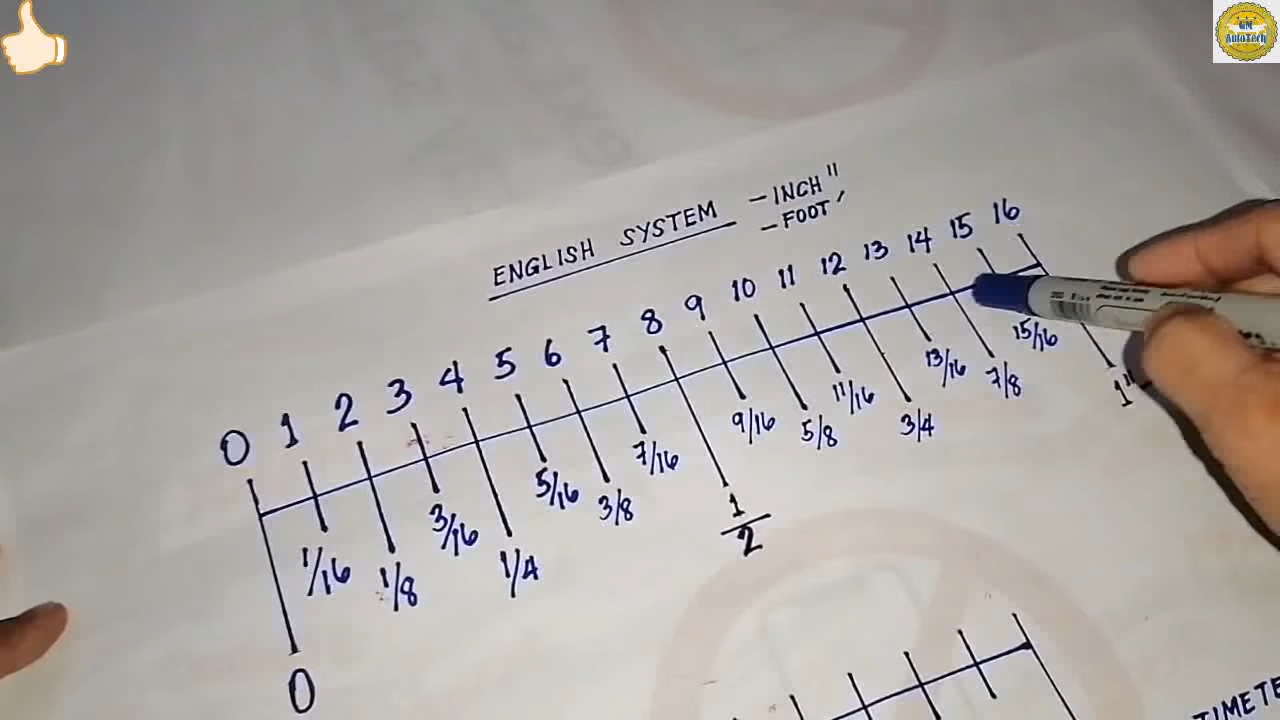 GM
AutoTech
ENGLISH SYSTEM
- INCH "
- FOOT '
0 1 2 3 4 5 6 7 8 9 10 11 12 13 14 15 16
0 1/16 1/8 3/16 1/4 5/16 3/8 7/16 1/2 9/16 5/8 11/16 3/4 13/16 7/8 15/16 1"